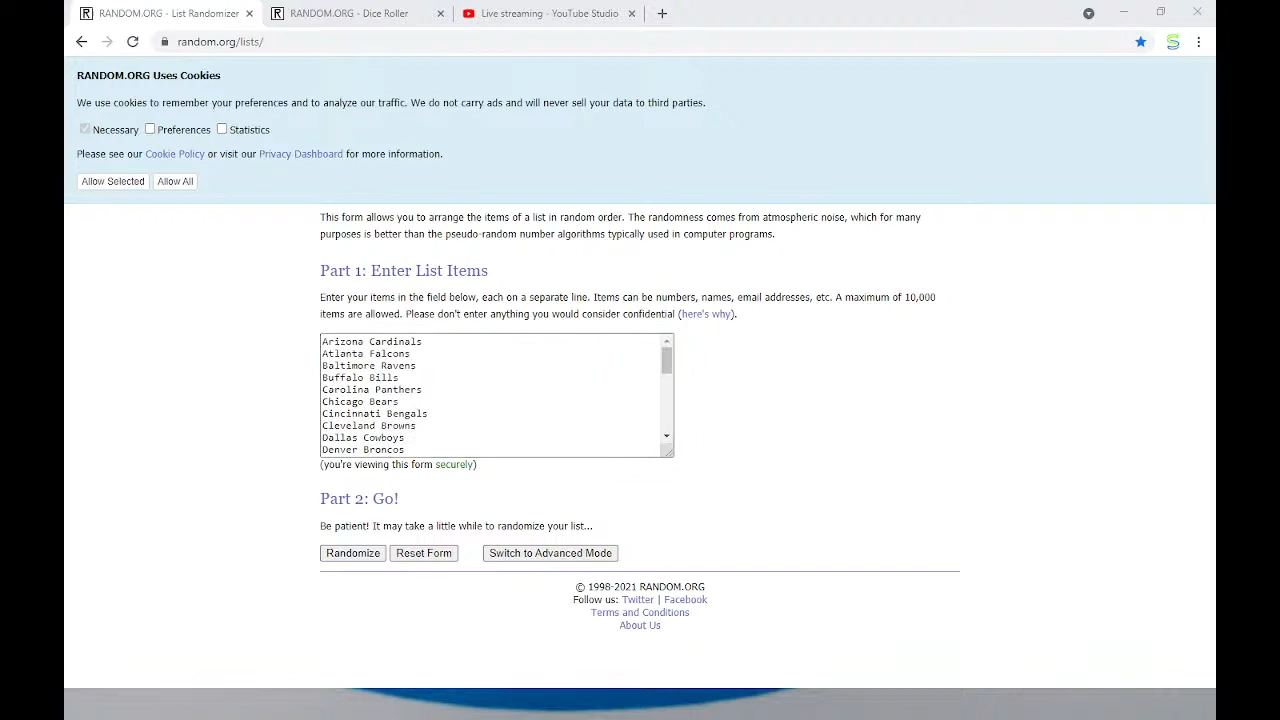 RANDOM.ORG - List Randomizer
RANDOM.ORG - Dice Roller
Live streaming - YouTube Studio
random.org/lists/
RANDOM.ORG Uses Cookies
We use cookies to remember your preferences and to analyze our traffic. We do not carry ads and will never sell your data to third parties.
Necessary Preferences Statistics
Please see our Cookie Policy or visit our Privacy Dashboard for more information.
Allow Selected Allow All
This form allows you to arrange the items of a list in random order. The randomness comes from atmospheric noise, which for many
purposes is better than the pseudo-random number algorithms typically used in computer programs.
Part 1: Enter List Items
Enter your items in the field below, each on a separate line. Items can be numbers, names, email addresses, etc. A maximum of 10,000
items are allowed. Please don't enter anything you would consider confidential (here's why).
Arizona Cardinals
Atlanta Falcons
Baltimore Ravens
Buffalo Bills
Carolina Panthers
Chicago Bears
Cincinnati Bengals
Cleveland Browns
Dallas Cowboys
Denver Broncos
(you're viewing this form securely)
Part 2: Go!
Be patient! It may take a little while to randomize your list...
Randomize Reset Form Switch to Advanced Mode
© 1998-2021 RANDOM.ORG
Follow us: Twitter | Facebook
Terms and Conditions
About Us